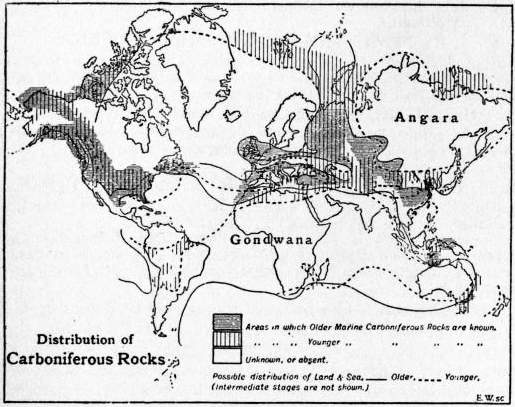 Angara
Gondwana
Distribution of
Carboniferous Rocks
Areas in which Older Marine Carboniferous Rocks are known.
" " " Younger " " " " "
Unknown, or absent.
Possible distribution of Land & Sea, Older, Younger,
(Intermediate stages are not shown.)
E.W. sc